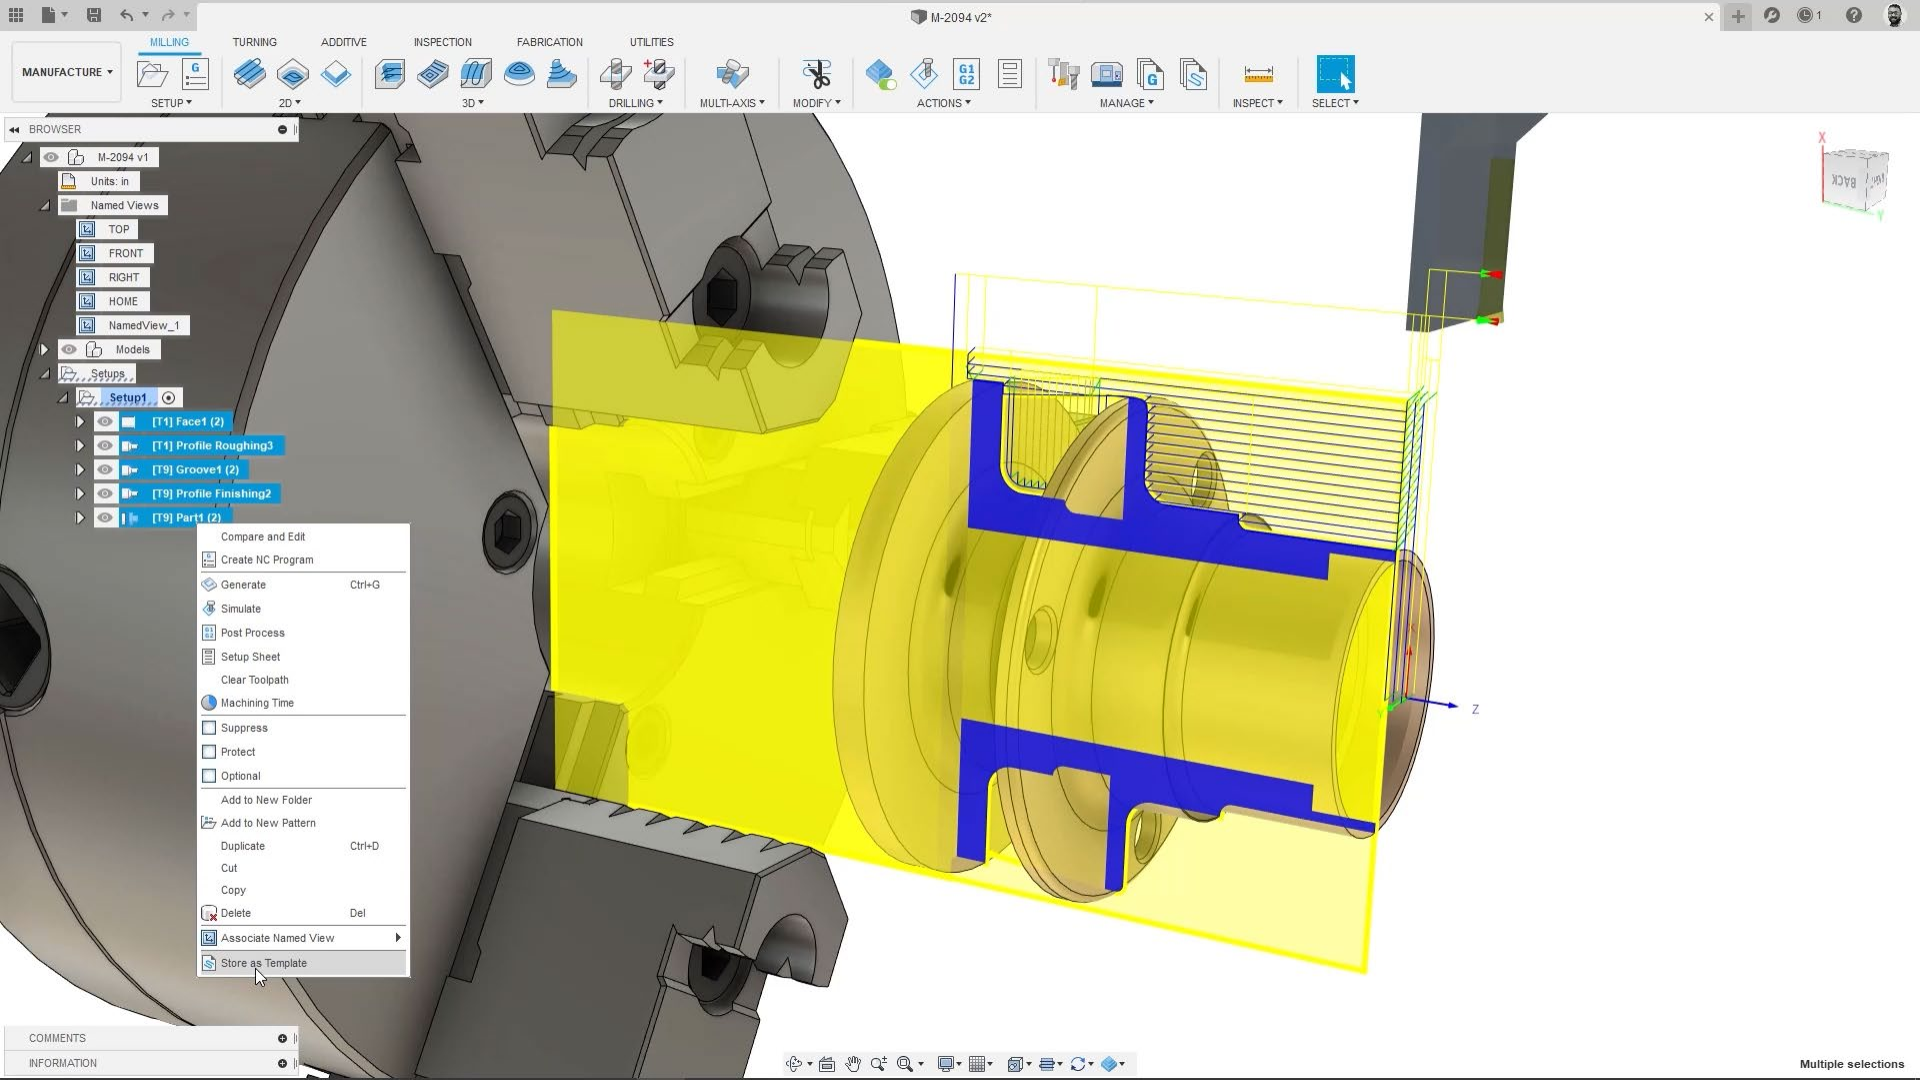 M-2094 v2*
1
MILLING
TURNING
ADDITIVE
INSPECTION
FABRICATION
UTILITIES
MANUFACTURE
G
G1
G2
G
SETUP
2D
3D
DRILLING
MULTI-AXIS
MODIFY
ACTIONS
MANAGE
INSPECT
SELECT
BROWSER
M-2094 v1
Units: in
Named Views
TOP
FRONT
RIGHT
HOME
NamedView_1
Models
Setups
Setup1
[T1] Face1 (2)
[T1] Profile Roughing3
[T9] Groove1 (2)
[T9] Profile Finishing2
[T9] Part1 (2)
Compare and Edit
Create NC Program
Generate Ctrl+G
Simulate
Post Process
Setup Sheet
Clear Toolpath
Machining Time
Suppress
Protect
Optional
Add to New Folder
Add to New Pattern
Duplicate Ctrl+D
Cut
Copy
Delete Del
Associate Named View
Store as Template
X
BACK
Y
Z
Y
COMMENTS
INFORMATION
Multiple selections